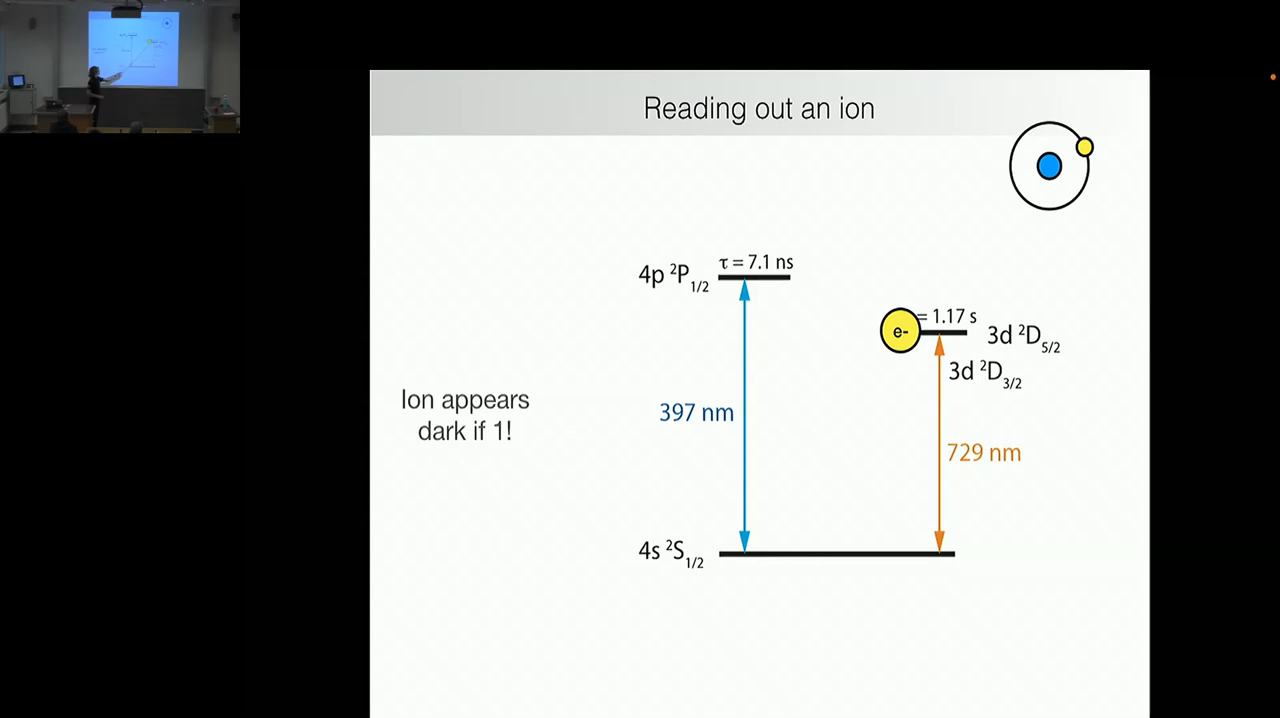 Reading out an ion
4p ²P₁/₂
τ = 7.1 ns
e-
= 1.17 s
3d ²D₅/₂
3d ²D₃/₂
Ion appears
dark if 1!
397 nm
729 nm
4s ²S₁/₂